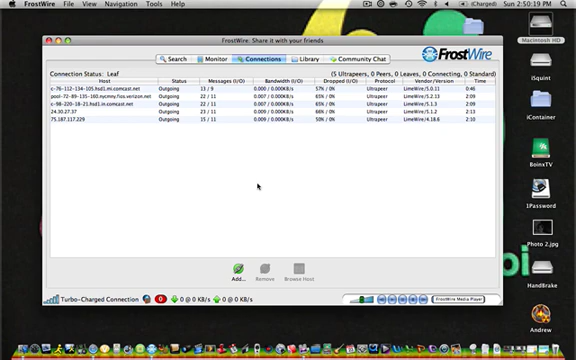 FrostWire File View Navigation Tools Help (Charged) Sun 2:50:19 PM
FrostWire: Share it with your friends
Search Monitor Connections Library Community Chat FrostWire
Connection Status: Leaf (5 Ultrapeers, 0 Peers, 0 Leaves, 0 Connecting, 0 Standard)
Host Status Messages (I/O) Bandwidth (I/O) Dropped (I/O) Protocol Vendor/Version Time
c-76-112-134-105.hsd1.mi.comcast.net Outgoing 13 / 9 0.000 / 0.000KB/s 57% / 0% Ultrapeer LimeWire/5.0.11 0:46
pool-72-89-135-160.nycmny.fios.verizon.net Outgoing 22 / 11 0.007 / 0.000KB/s 65% / 0% Ultrapeer LimeWire/5.2.13 2:09
c-98-220-18-21.hsd1.in.comcast.net Outgoing 22 / 11 0.007 / 0.000KB/s 65% / 0% Ultrapeer LimeWire/5.1.3 2:09
24.30.27.37 Outgoing 23 / 11 0.009 / 0.000KB/s 68% / 0% Ultrapeer LimeWire/5.1.2 2:13
75.187.117.229 Outgoing 15 / 11 0.009 / 0.000KB/s 50% / 0% Ultrapeer LimeWire/4.18.6 2:10
Add... Remove Browse Host
Turbo-Charged Connection 0 0 @ 0 KB/s 0 @ 0 KB/s FrostWire Media Player
Macintosh HD
iSquint
iContainer
BoinxTV
1Password
Photo 2.jpg
HandBrake
Andrew